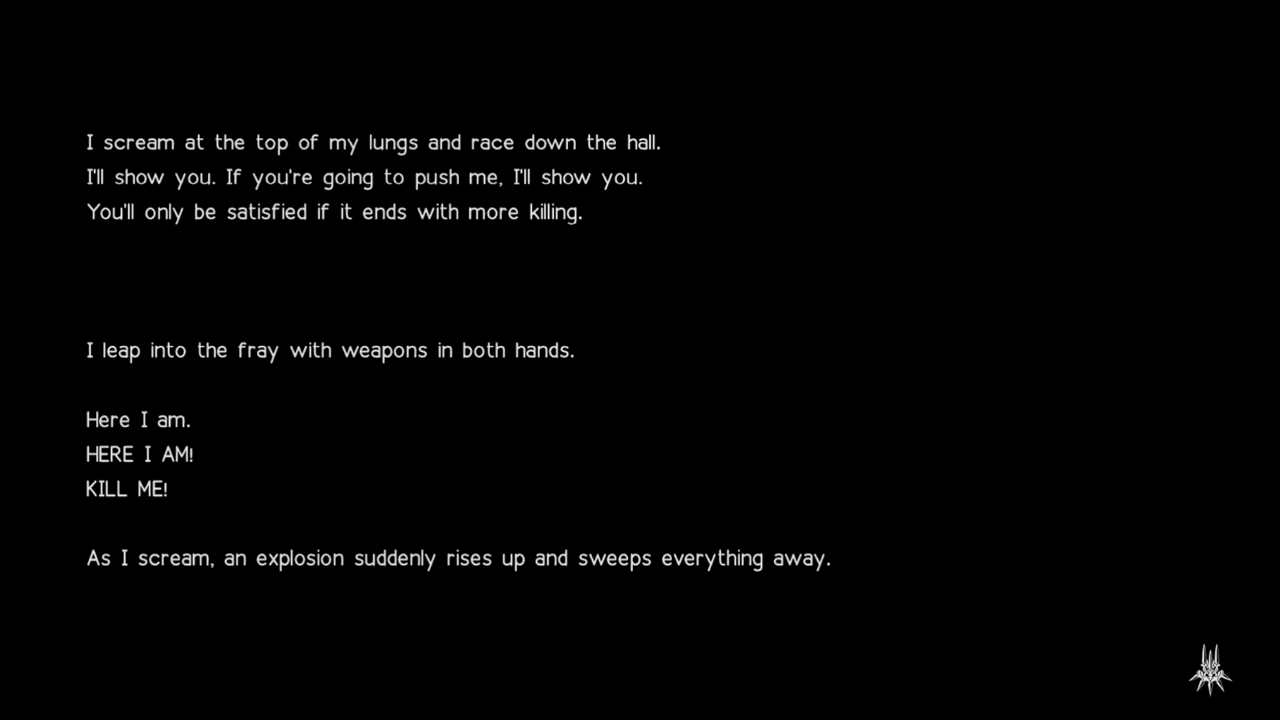 I scream at the top of my lungs and race down the hall.
I'll show you. If you're going to push me, I'll show you.
You'll only be satisfied if it ends with more killing.
I leap into the fray with weapons in both hands.
Here I am.
HERE I AM!
KILL ME!
As I scream, an explosion suddenly rises up and sweeps everything away.